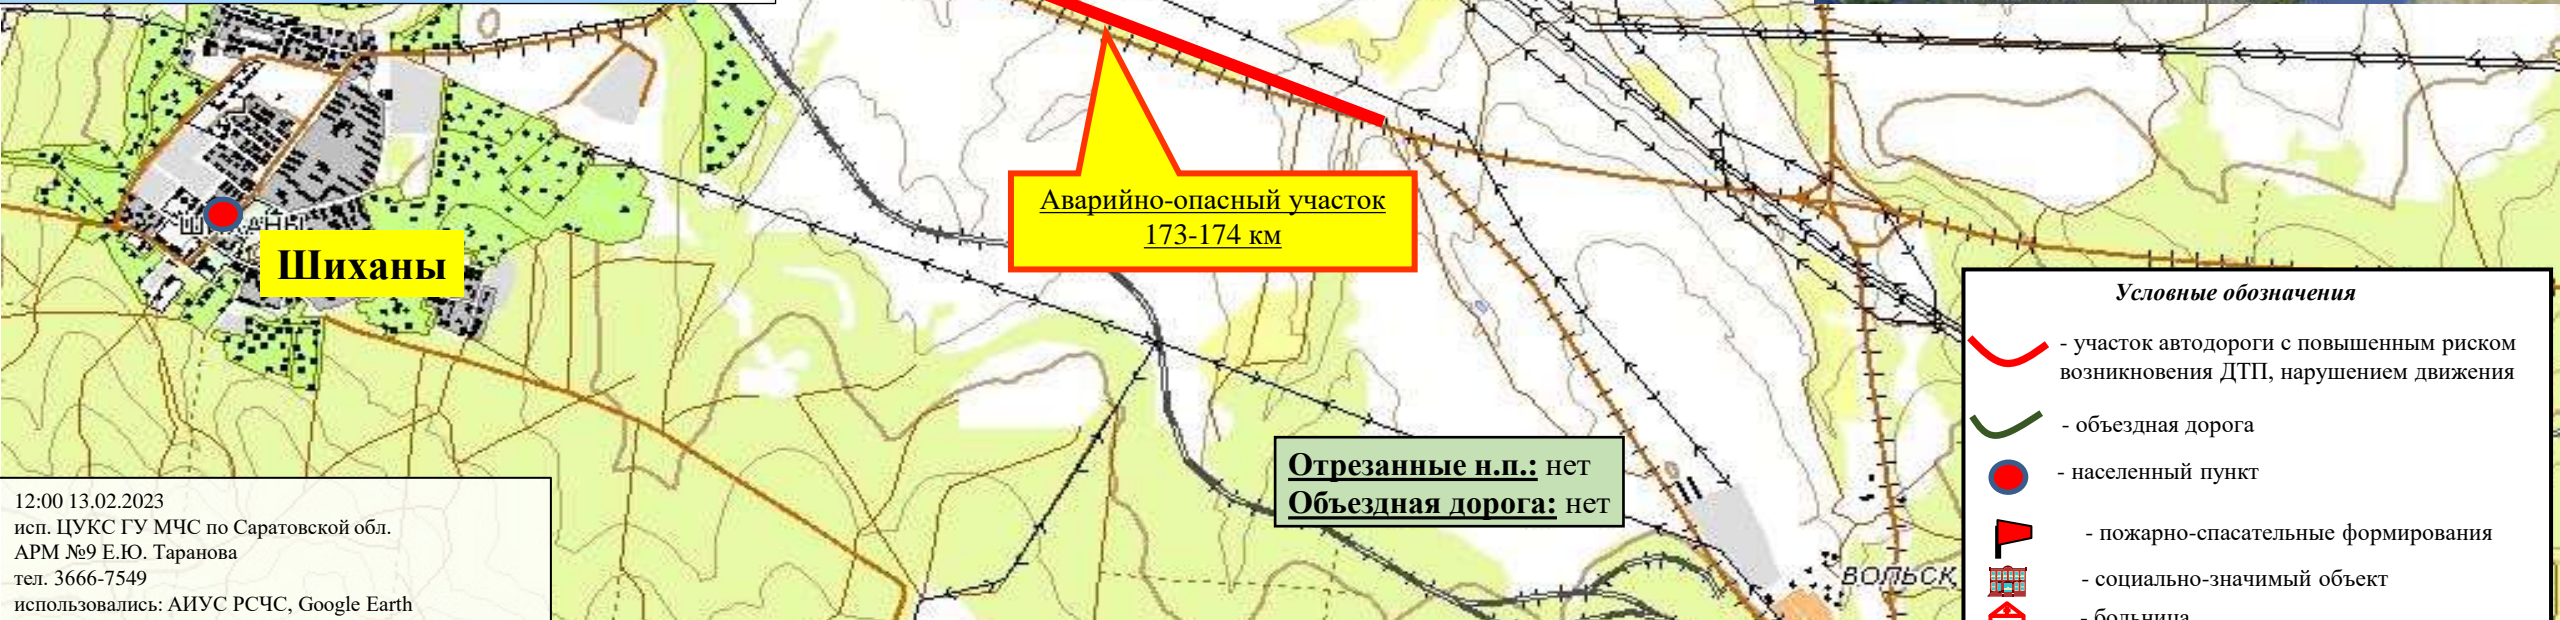 Аварийно-опасный участок
173-174 км
Шиханы
Условные обозначения
- участок автодороги с повышенным риском
возникновения ДТП, нарушением движения
- объездная дорога
- населенный пункт
- пожарно-спасательные формирования
- социально-значимый объект
- больница
Отрезанные н.п.: нет
Объездная дорога: нет
ВОЛЬСК
12:00 13.02.2023
исп. ЦУКС ГУ МЧС по Саратовской обл.
АРМ №9 Е.Ю. Таранова
тел. 3666-7549
использовались: АИУС РСЧС, Google Earth